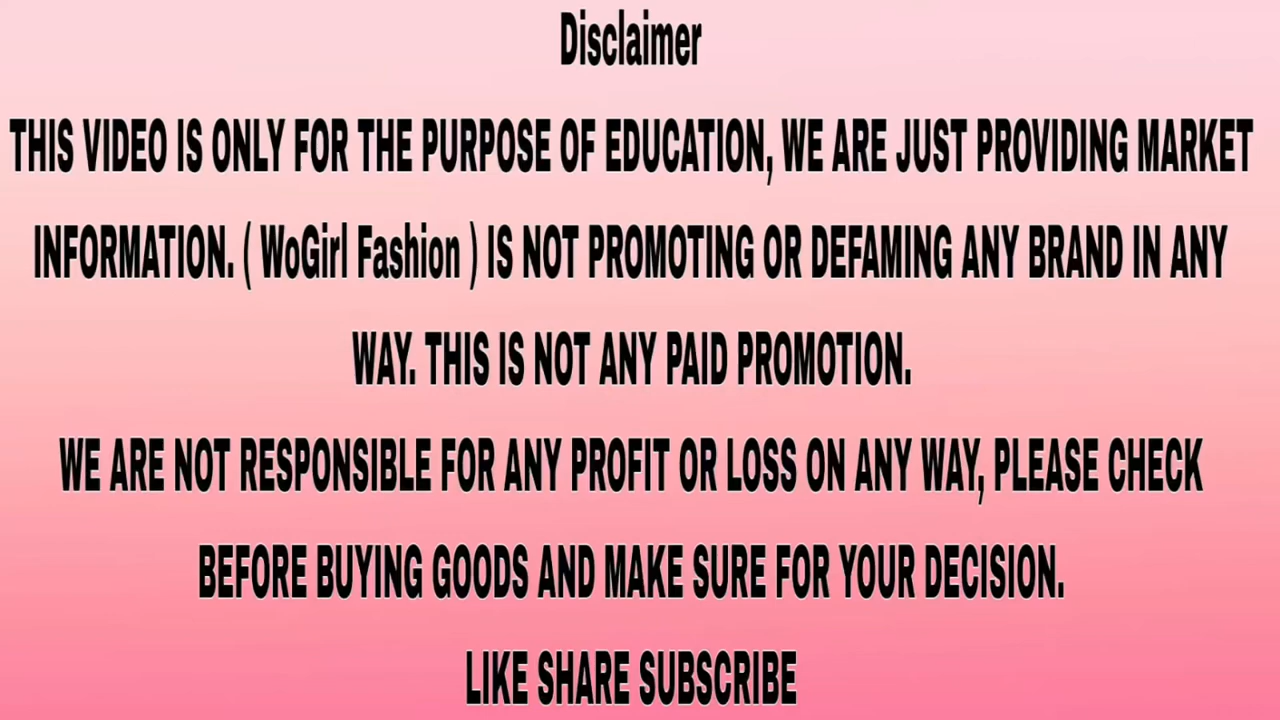 Disclaimer
THIS VIDEO IS ONLY FOR THE PURPOSE OF EDUCATION, WE ARE JUST PROVIDING MARKET
INFORMATION. ( WoGirl Fashion ) IS NOT PROMOTING OR DEFAMING ANY BRAND IN ANY
WAY. THIS IS NOT ANY PAID PROMOTION.
WE ARE NOT RESPONSIBLE FOR ANY PROFIT OR LOSS ON ANY WAY, PLEASE CHECK
BEFORE BUYING GOODS AND MAKE SURE FOR YOUR DECISION.
LIKE SHARE SUBSCRIBE